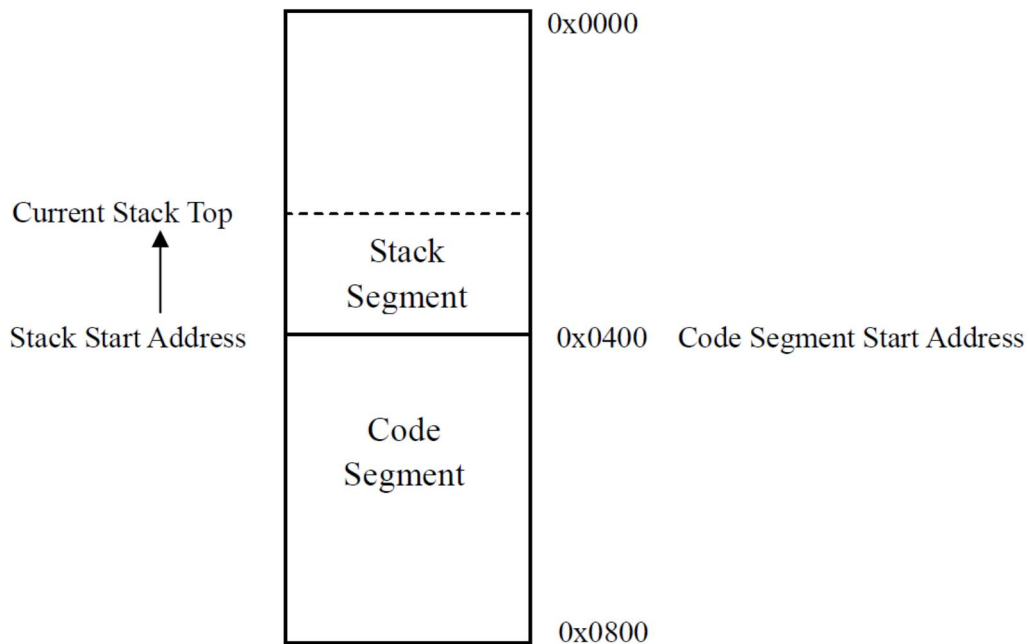 0x0000
Current Stack Top
Stack
Segment
Stack Start Address
0x0400
Code Segment Start Address
Code
Segment
0x0800